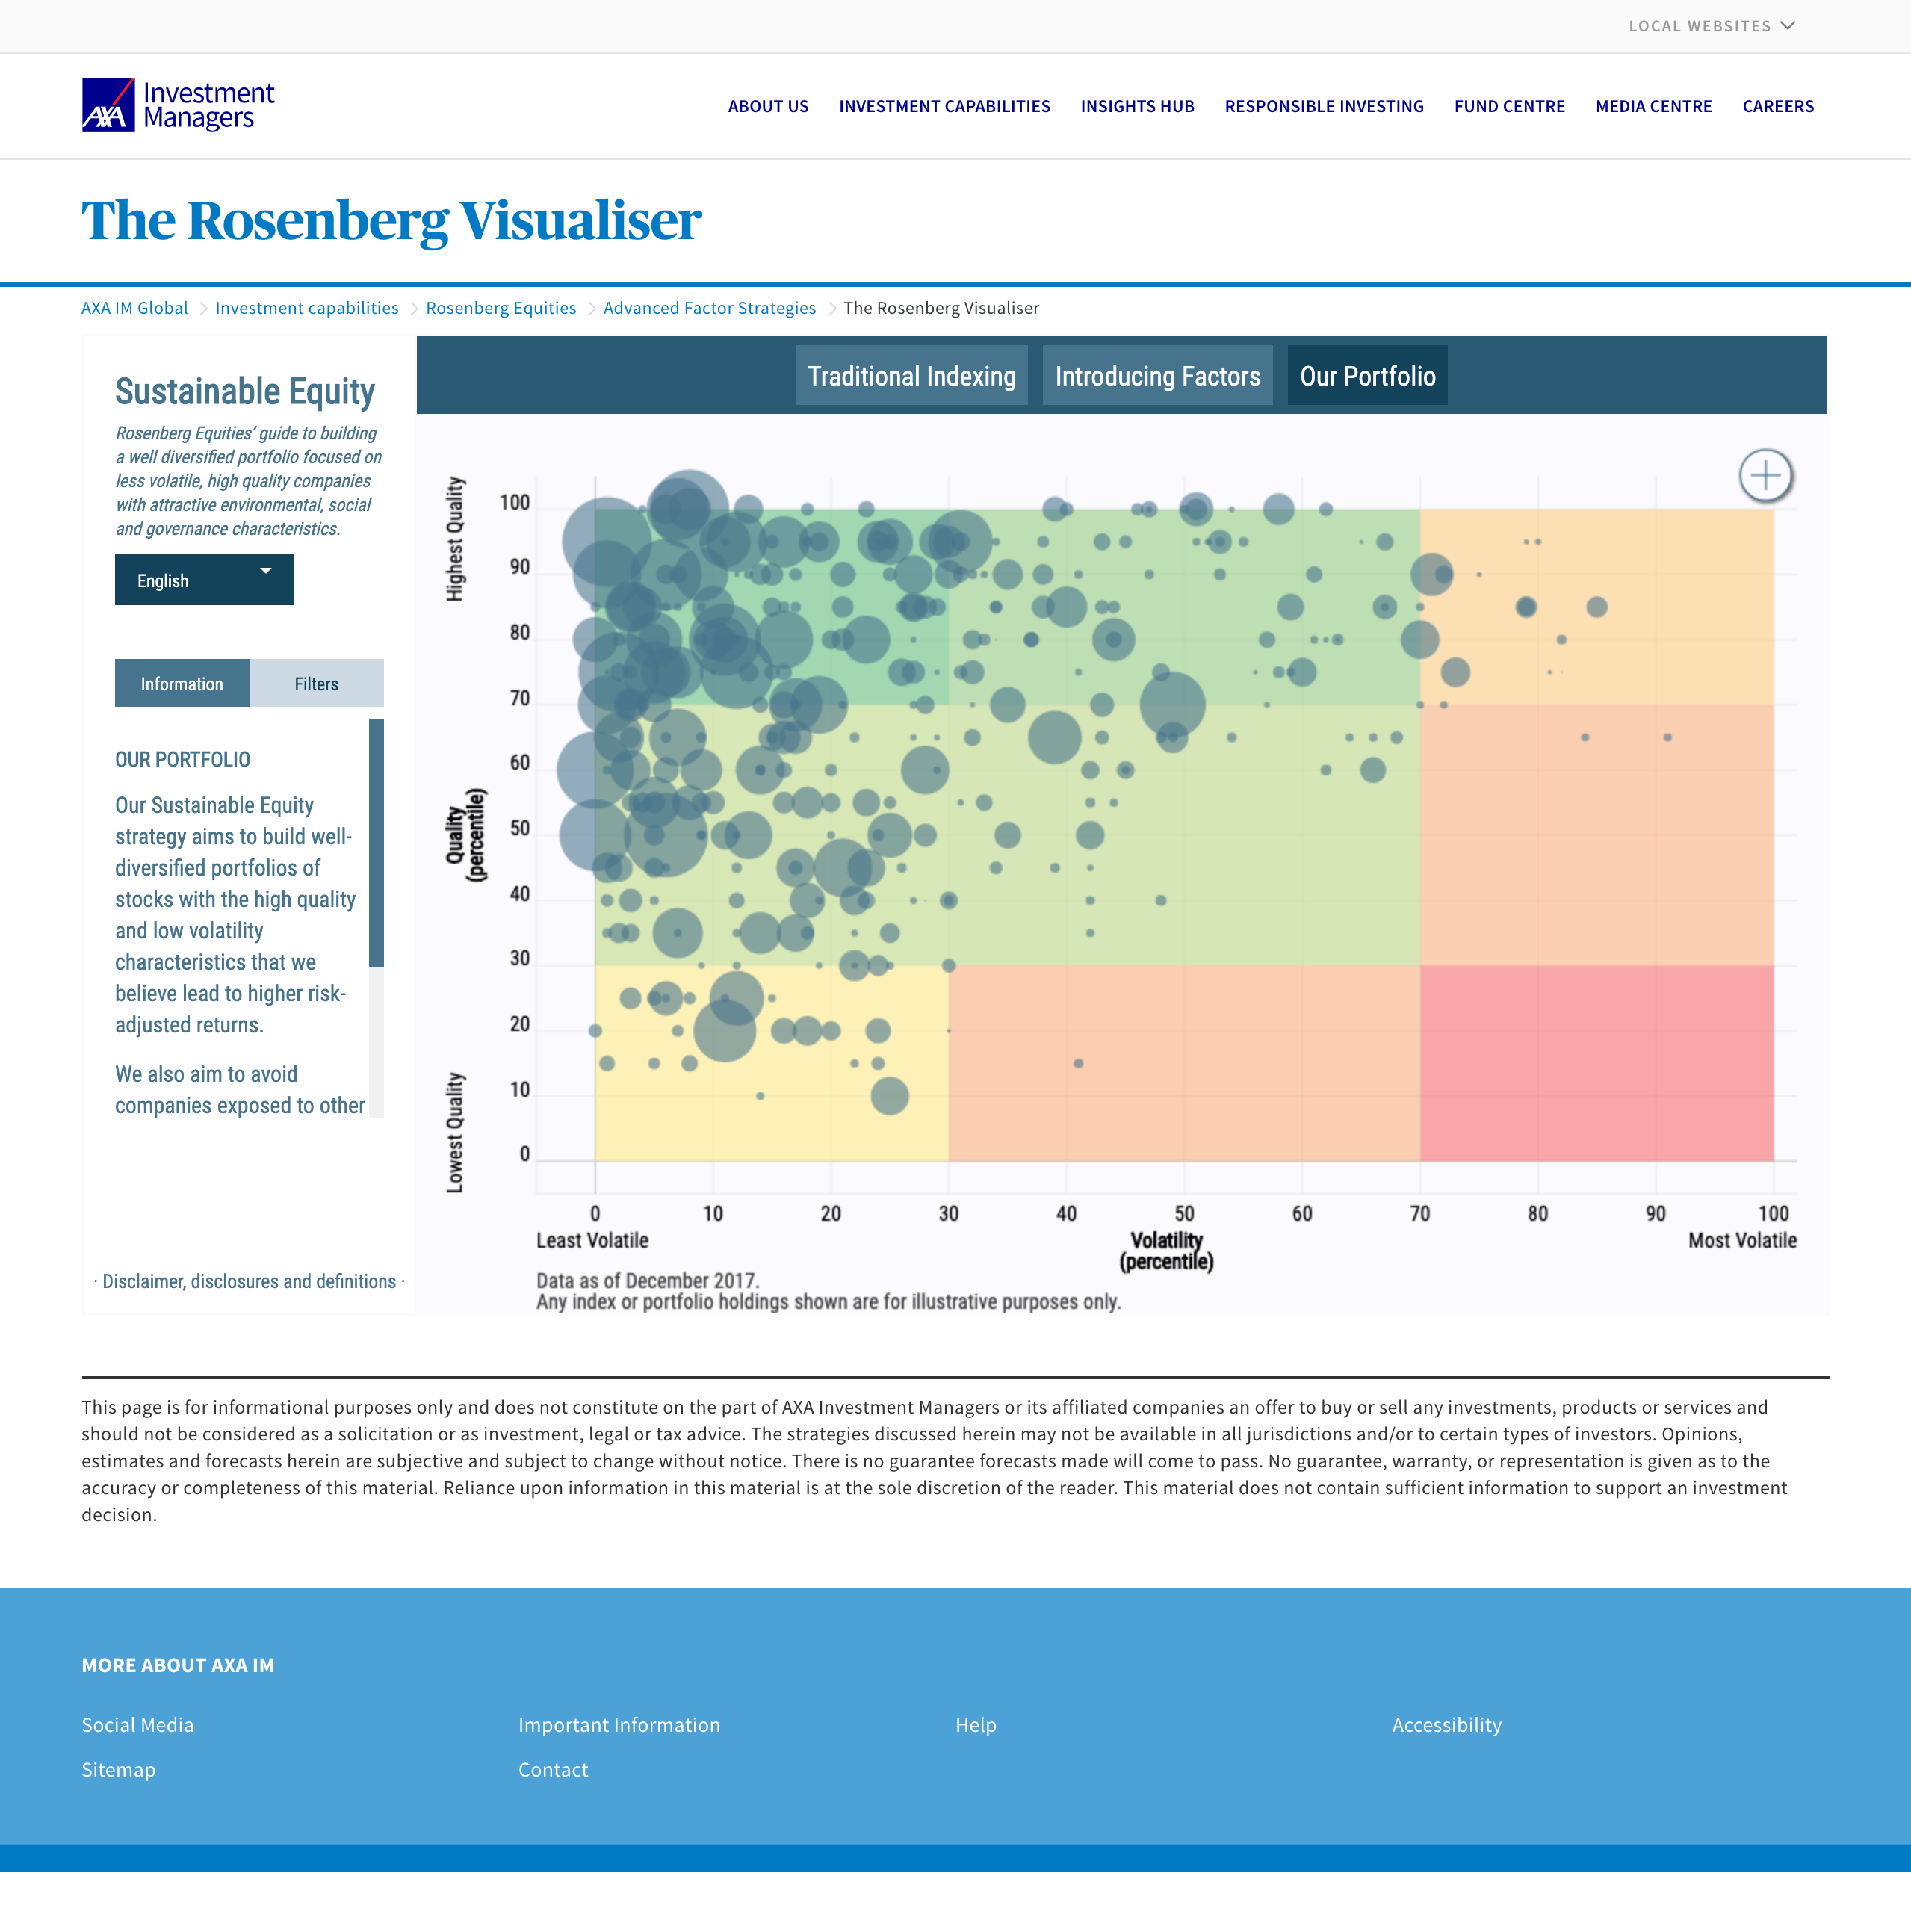 LOCAL WEBSITES
AXA Investment
Managers
ABOUT US INVESTMENT CAPABILITIES INSIGHTS HUB RESPONSIBLE INVESTING FUND CENTRE MEDIA CENTRE CAREERS
The Rosenberg Visualiser
AXA IM Global Investment capabilities Rosenberg Equities Advanced Factor Strategies The Rosenberg Visualiser
Sustainable Equity
Rosenberg Equities’ guide to building
a well diversified portfolio focused on
less volatile, high quality companies
with attractive environmental, social
and governance characteristics.
English
Information Filters
OUR PORTFOLIO
Our Sustainable Equity
strategy aims to build well-
diversified portfolios of
stocks with the high quality
and low volatility
characteristics that we
believe lead to higher risk-
adjusted returns.
We also aim to avoid
companies exposed to other
· Disclaimer, disclosures and definitions ·
Traditional Indexing Introducing Factors Our Portfolio
Highest Quality
Quality
(percentile)
Lowest Quality
100
90
80
70
60
50
40
30
20
10
0
0 10 20 30 40 50 60 70 80 90 100
Least Volatile Volatility Most Volatile
(percentile)
Data as of December 2017.
Any index or portfolio holdings shown are for illustrative purposes only.
This page is for informational purposes only and does not constitute on the part of AXA Investment Managers or its affiliated companies an offer to buy or sell any investments, products or services and
should not be considered as a solicitation or as investment, legal or tax advice. The strategies discussed herein may not be available in all jurisdictions and/or to certain types of investors. Opinions,
estimates and forecasts herein are subjective and subject to change without notice. There is no guarantee forecasts made will come to pass. No guarantee, warranty, or representation is given as to the
accuracy or completeness of this material. Reliance upon information in this material is at the sole discretion of the reader. This material does not contain sufficient information to support an investment
decision.
MORE ABOUT AXA IM
Social Media Important Information Help Accessibility
Sitemap Contact